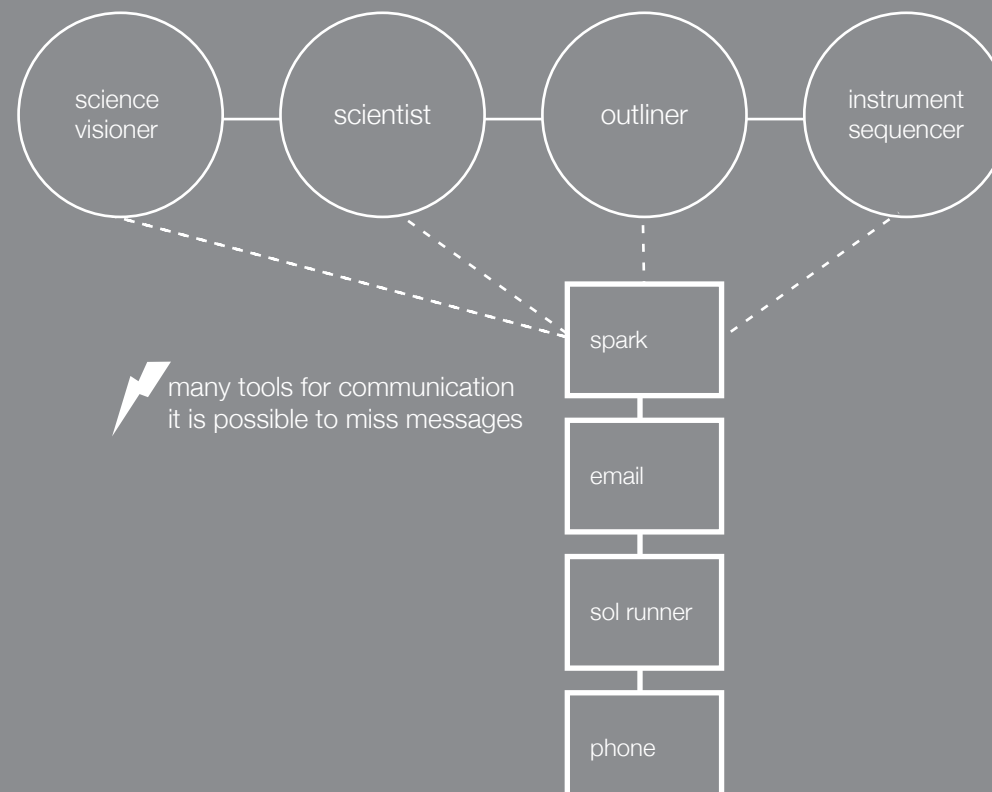 science
visioner
scientist
outliner
instrument
sequencer
spark
many tools for communication
it is possible to miss messages
email
sol runner
phone